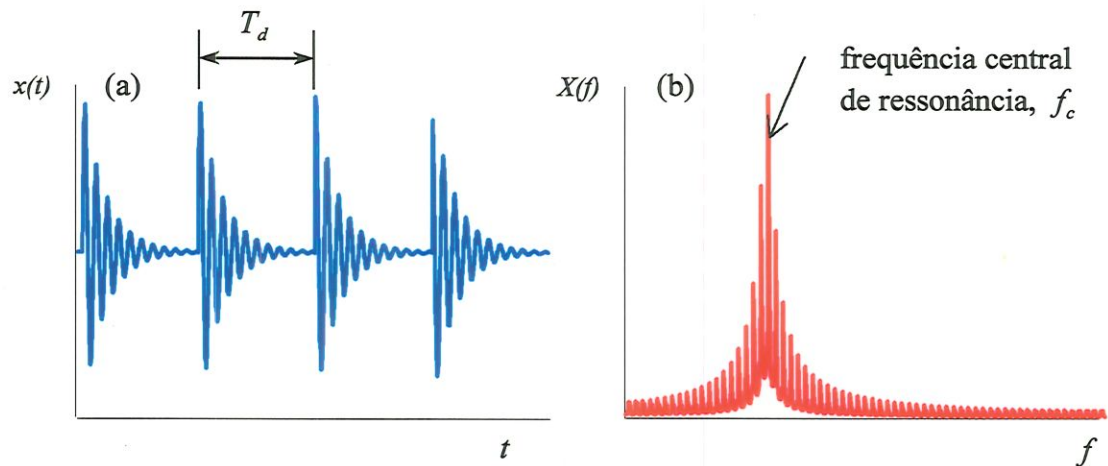 T_d
x(t)
(a)
t
X(f)
(b)
frequência central
de ressonância, f_c
f